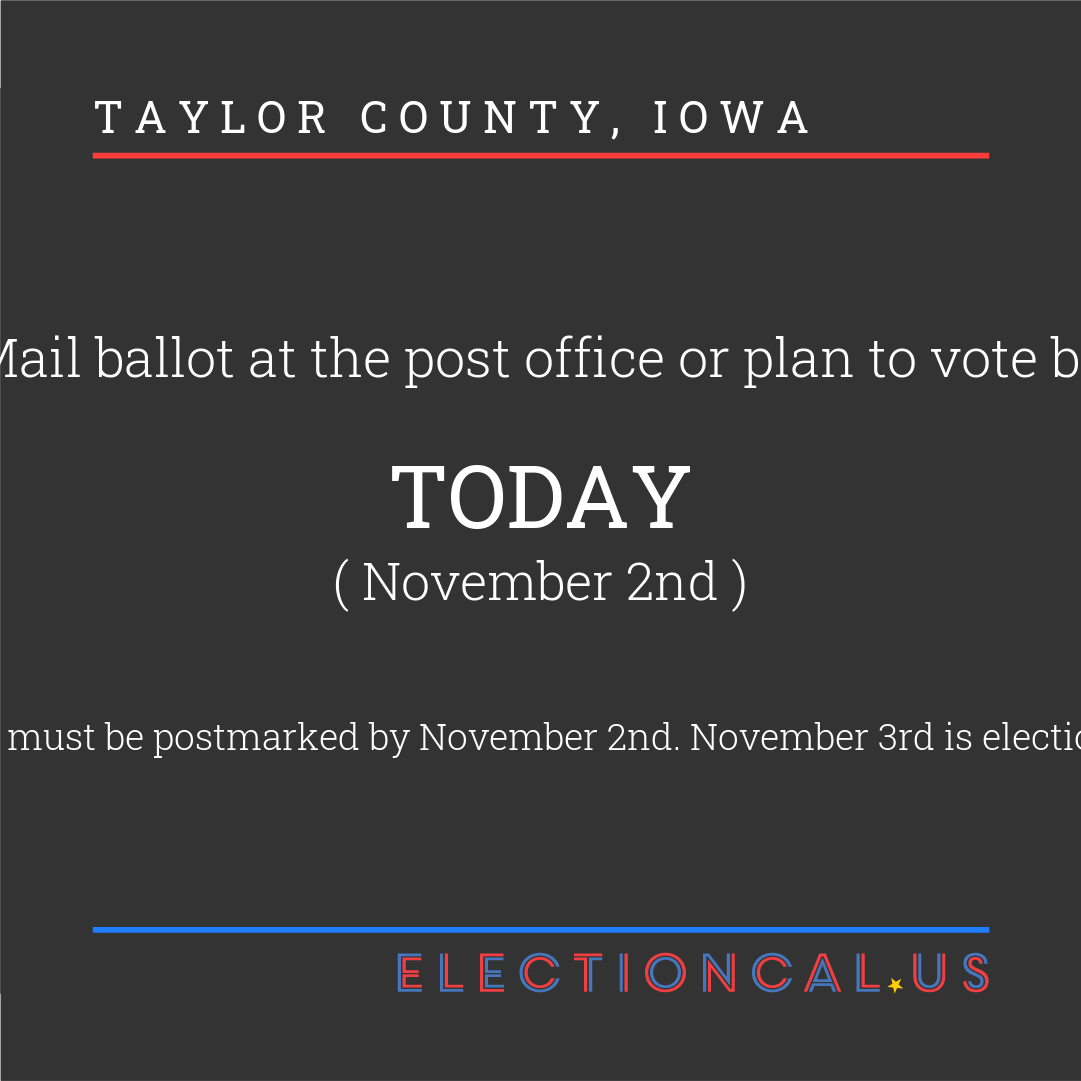 TAYLOR COUNTY, IOWA
Mail ballot at the post office or plan to vote b
TODAY
( November 2nd )
must be postmarked by November 2nd. November 3rd is electio
ELECTIONCAL.US